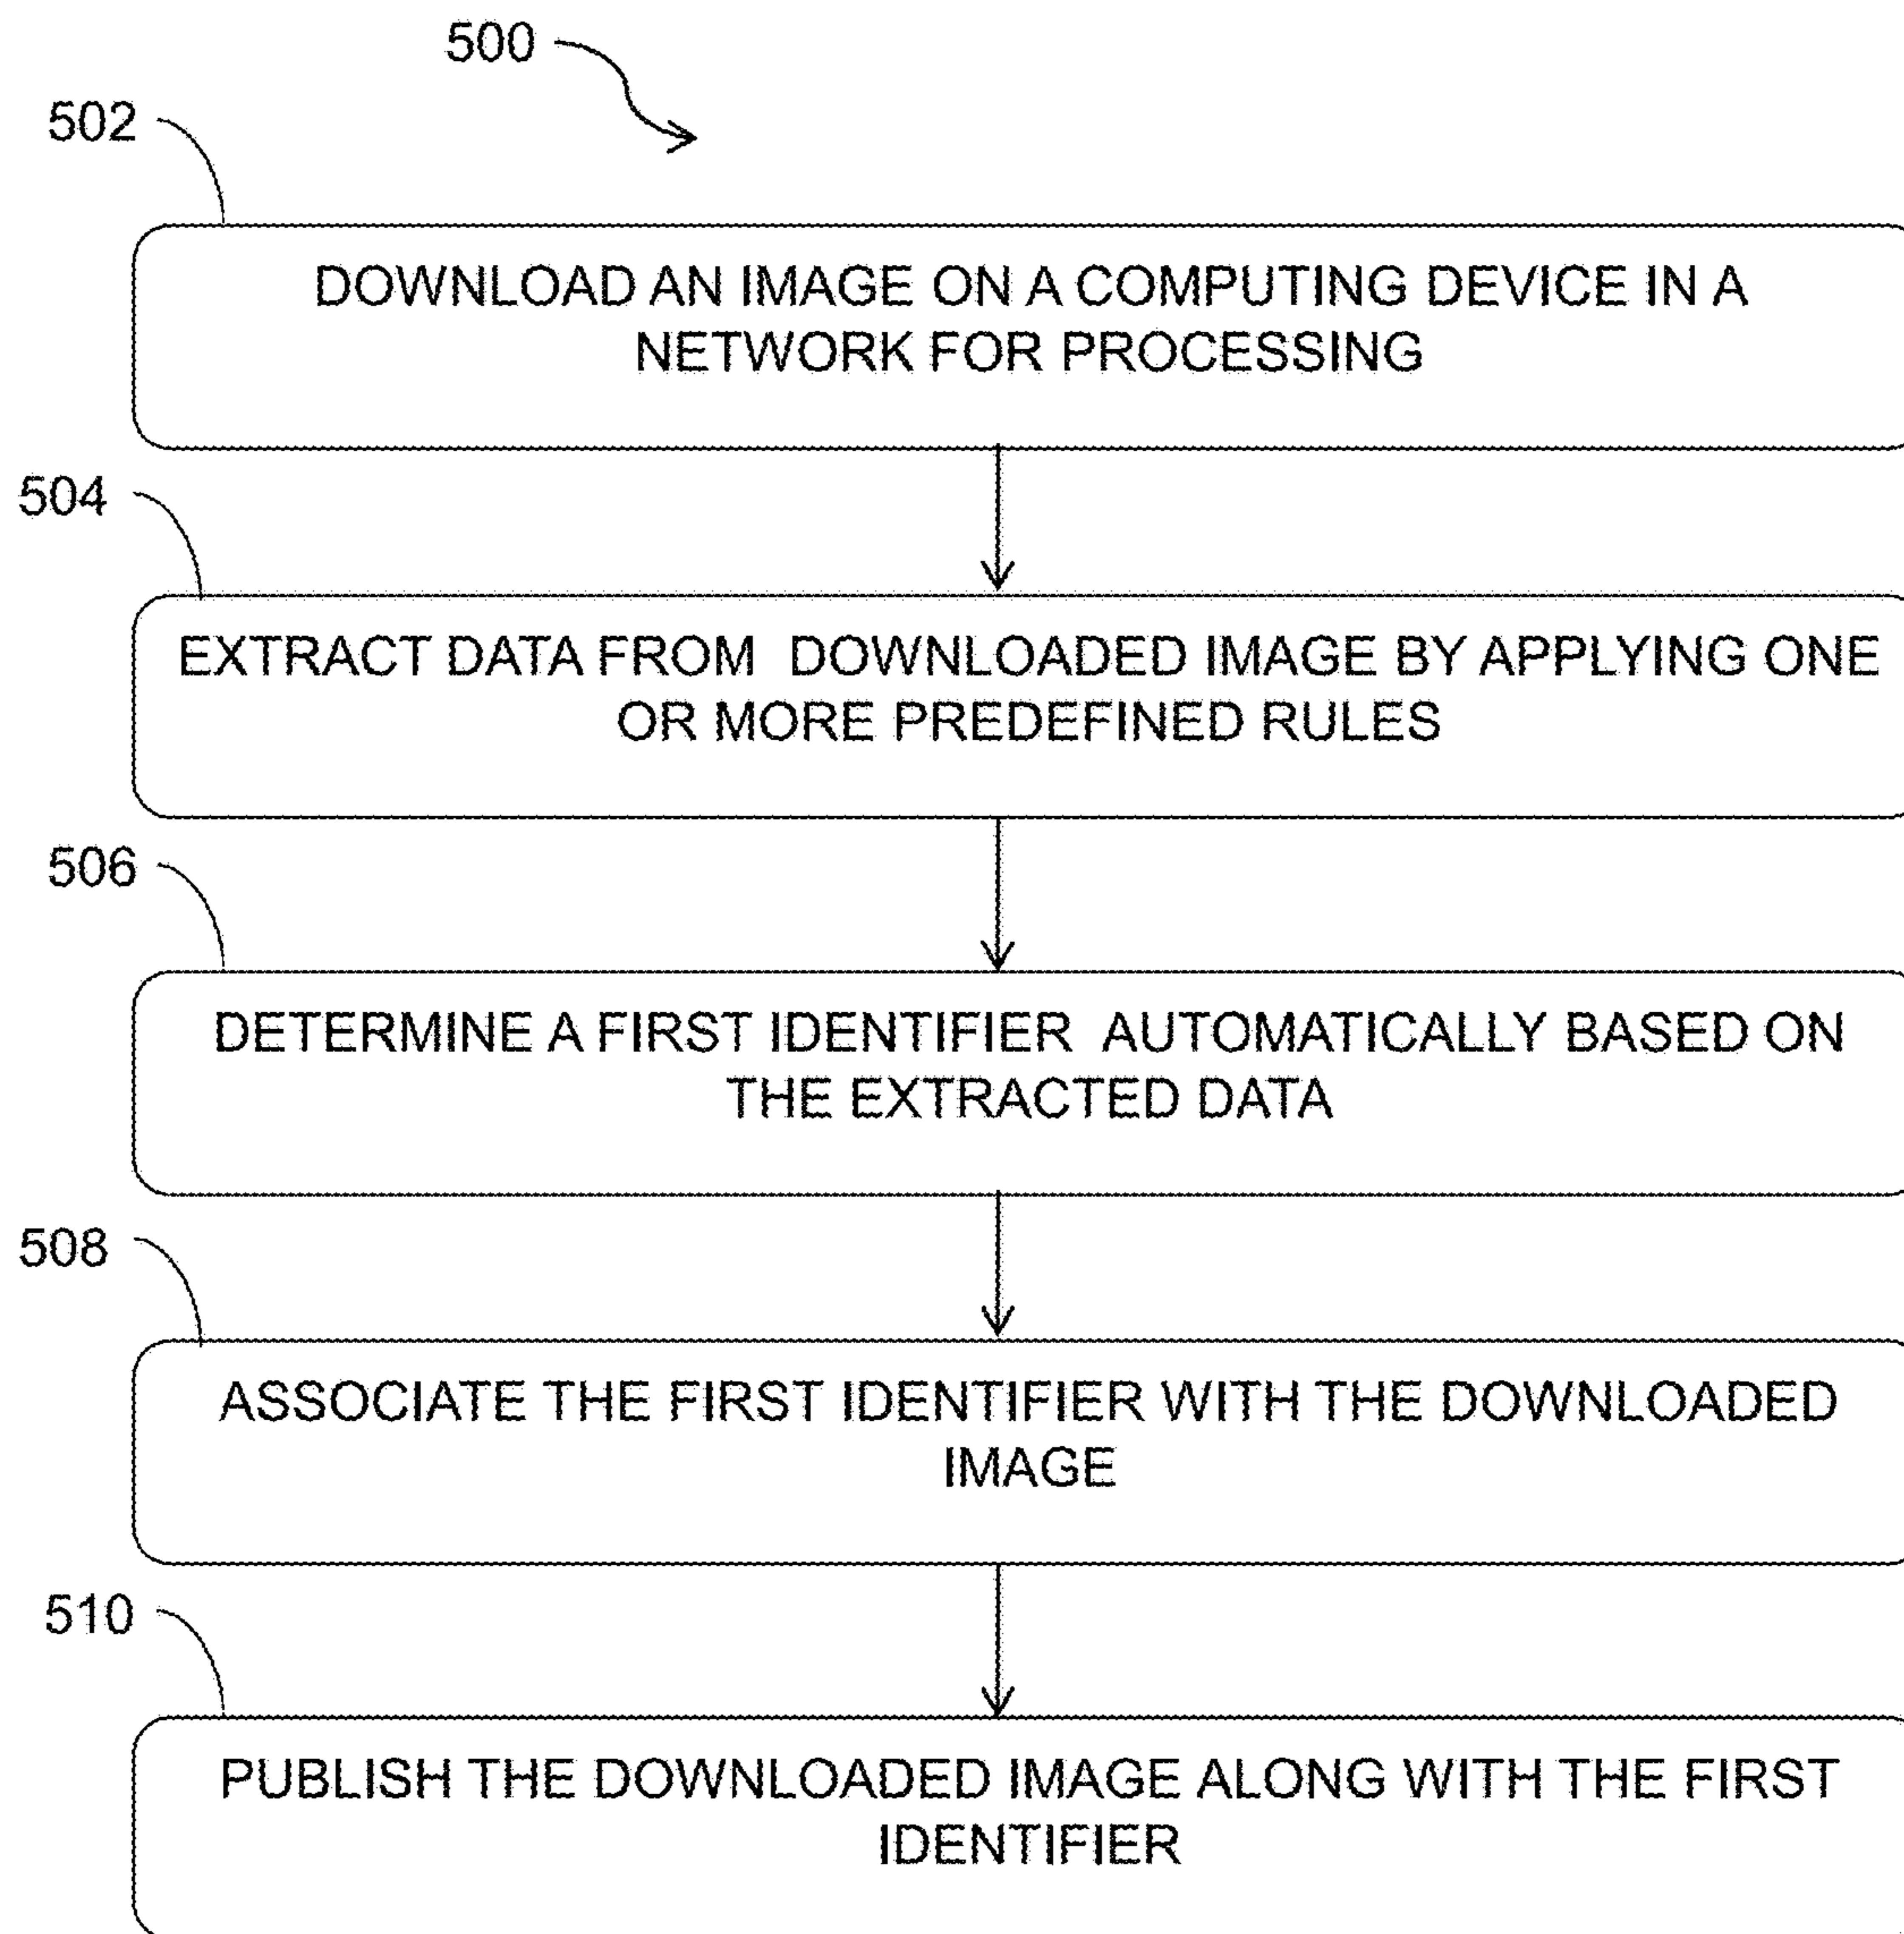 500
502
DOWNLOAD AN IMAGE ON A COMPUTING DEVICE IN A
NETWORK FOR PROCESSING
504
EXTRACT DATA FROM DOWNLOADED IMAGE BY APPLYING ONE
OR MORE PREDEFINED RULES
506
DETERMINE A FIRST IDENTIFIER AUTOMATICALLY BASED ON
THE EXTRACTED DATA
508
ASSOCIATE THE FIRST IDENTIFIER WITH THE DOWNLOADED
IMAGE
510
PUBLISH THE DOWNLOADED IMAGE ALONG WITH THE FIRST
IDENTIFIER